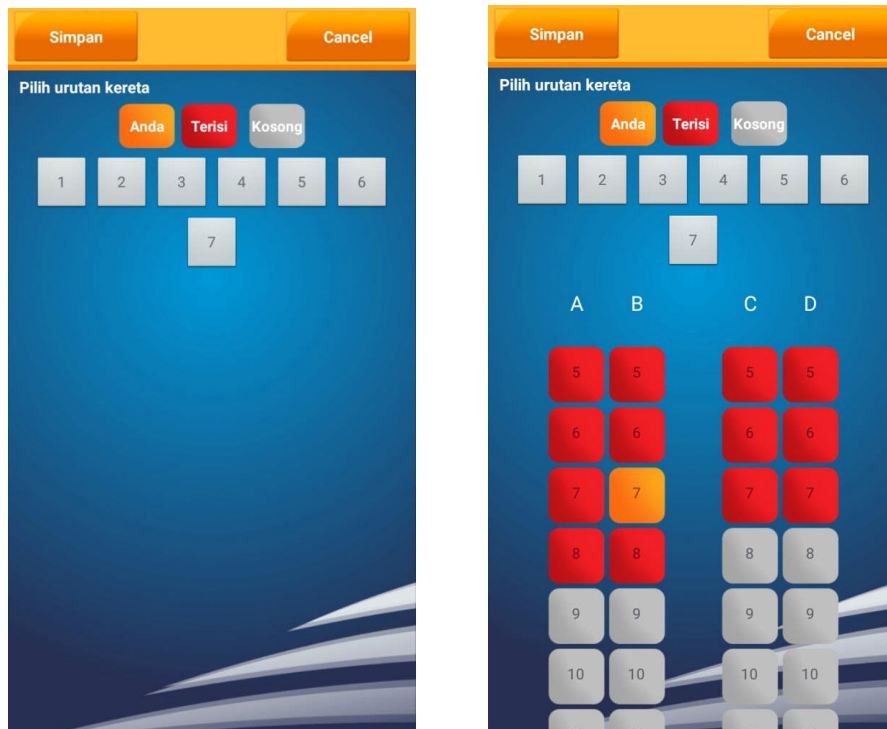 Simpan Cancel
Pilih urutan kereta
Anda Terisi Kosong
1 2 3 4 5 6
7
Simpan Cancel
Pilih urutan kereta
Anda Terisi Kosong
1 2 3 4 5 6
7
A B C D
5 5 5 5
6 6 6 6
7 7 7 7
8 8 8 8
9 9 9 9
10 10 10 10